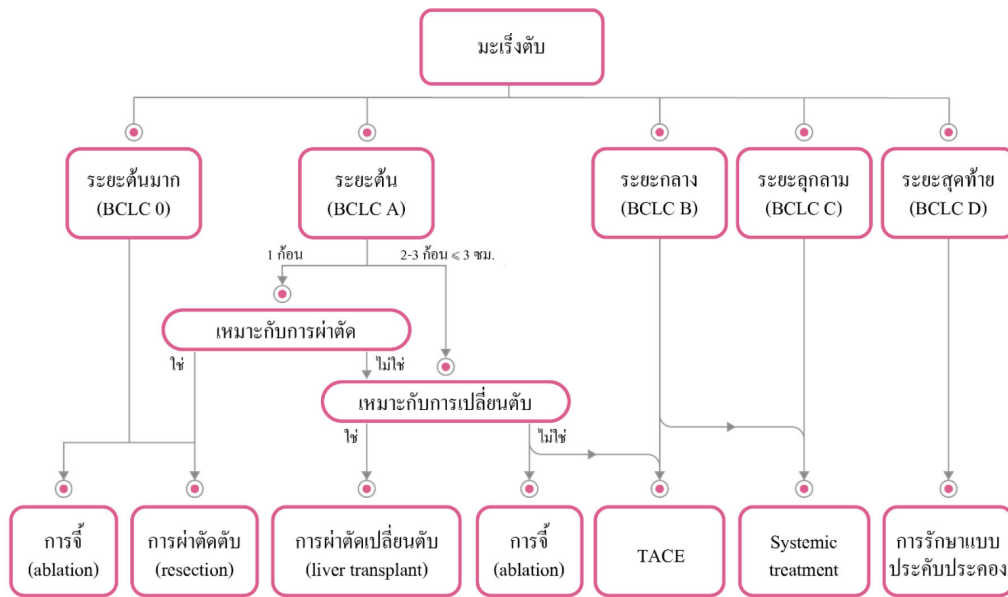 มะเร็งตับ
ระยะต้นมาก
(BCLC 0)
ระยะต้น
(BCLC A)
ระยะกลาง
(BCLC B)
ระยะลุกลาม
(BCLC C)
ระยะสุดท้าย
(BCLC D)
1 ก้อน
2-3 ก้อน ⩽ 3 ซม.
เหมาะกับการผ่าตัด
ใช่
ไม่ใช่
เหมาะกับการเปลี่ยนตับ
ใช่
ไม่ใช่
การจี้
(ablation)
การผ่าตัดตับ
(resection)
การผ่าตัดเปลี่ยนตับ
(liver transplant)
การจี้
(ablation)
TACE
Systemic
treatment
การรักษาแบบ
ประคับประคอง